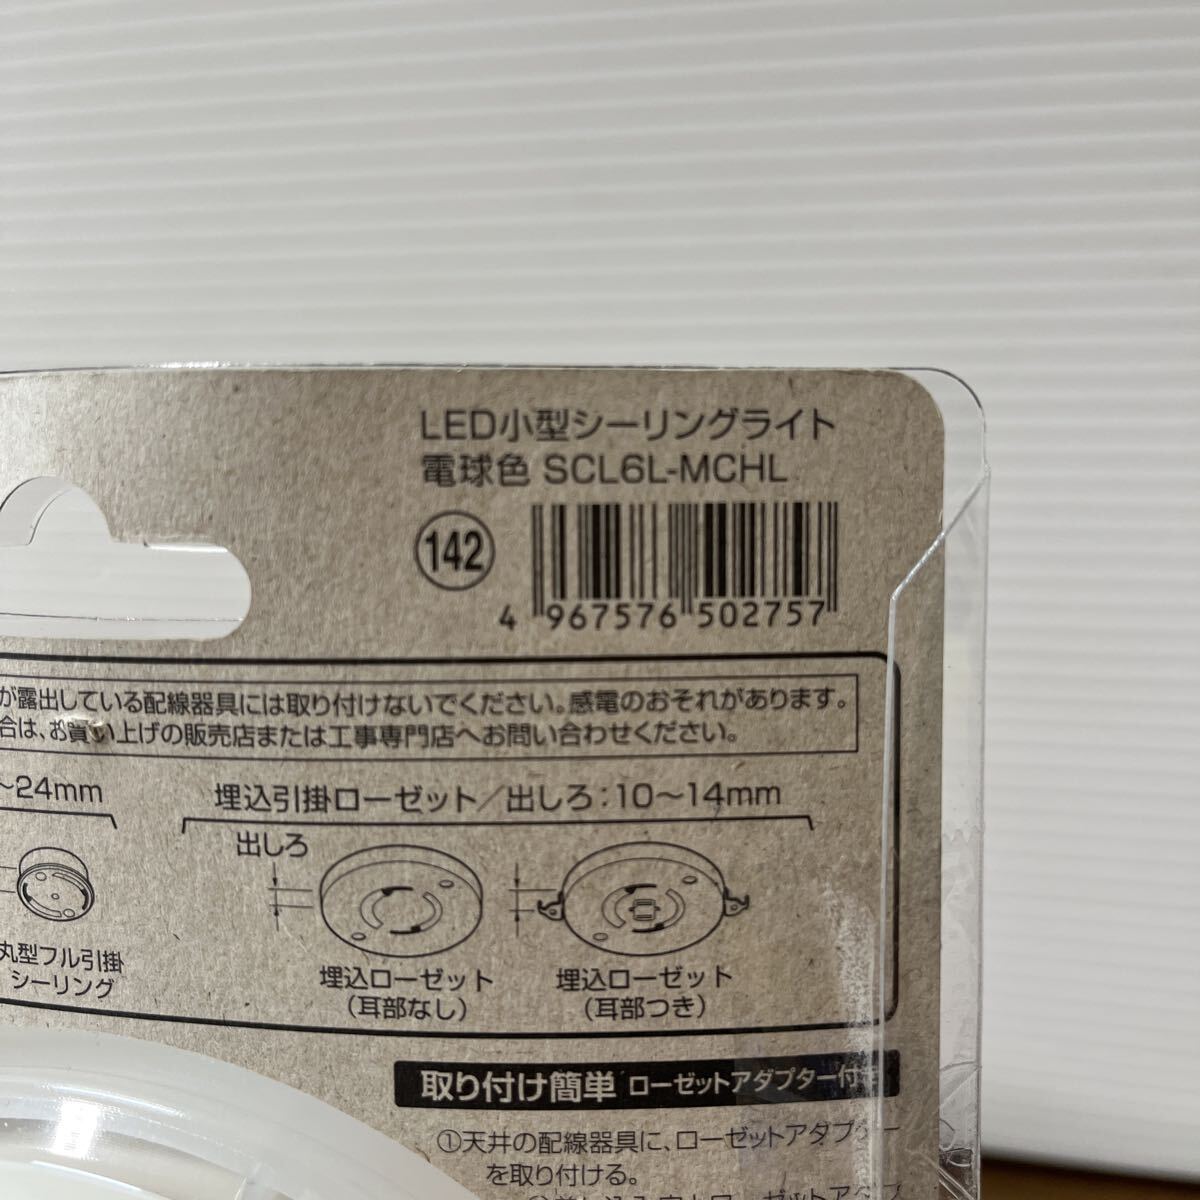 LED小型シーリングライト
電球色 SCL6L-MCHL
142
4 967576 502757
が露出している配線器具には取り付けないでください。感電のおそれがあります。
合は、お買い上げの販売店または工事専門店へお問い合わせください。
～24mm
埋込引掛ローゼット／出しろ：10～14mm
出しろ
丸型フル引掛
シーリング
埋込ローゼット
（耳部なし）
埋込ローゼット
（耳部つき）
取り付け簡単 ローゼットアダプター付き
①天井の配線器具に、ローゼットアダプター
を取り付ける。